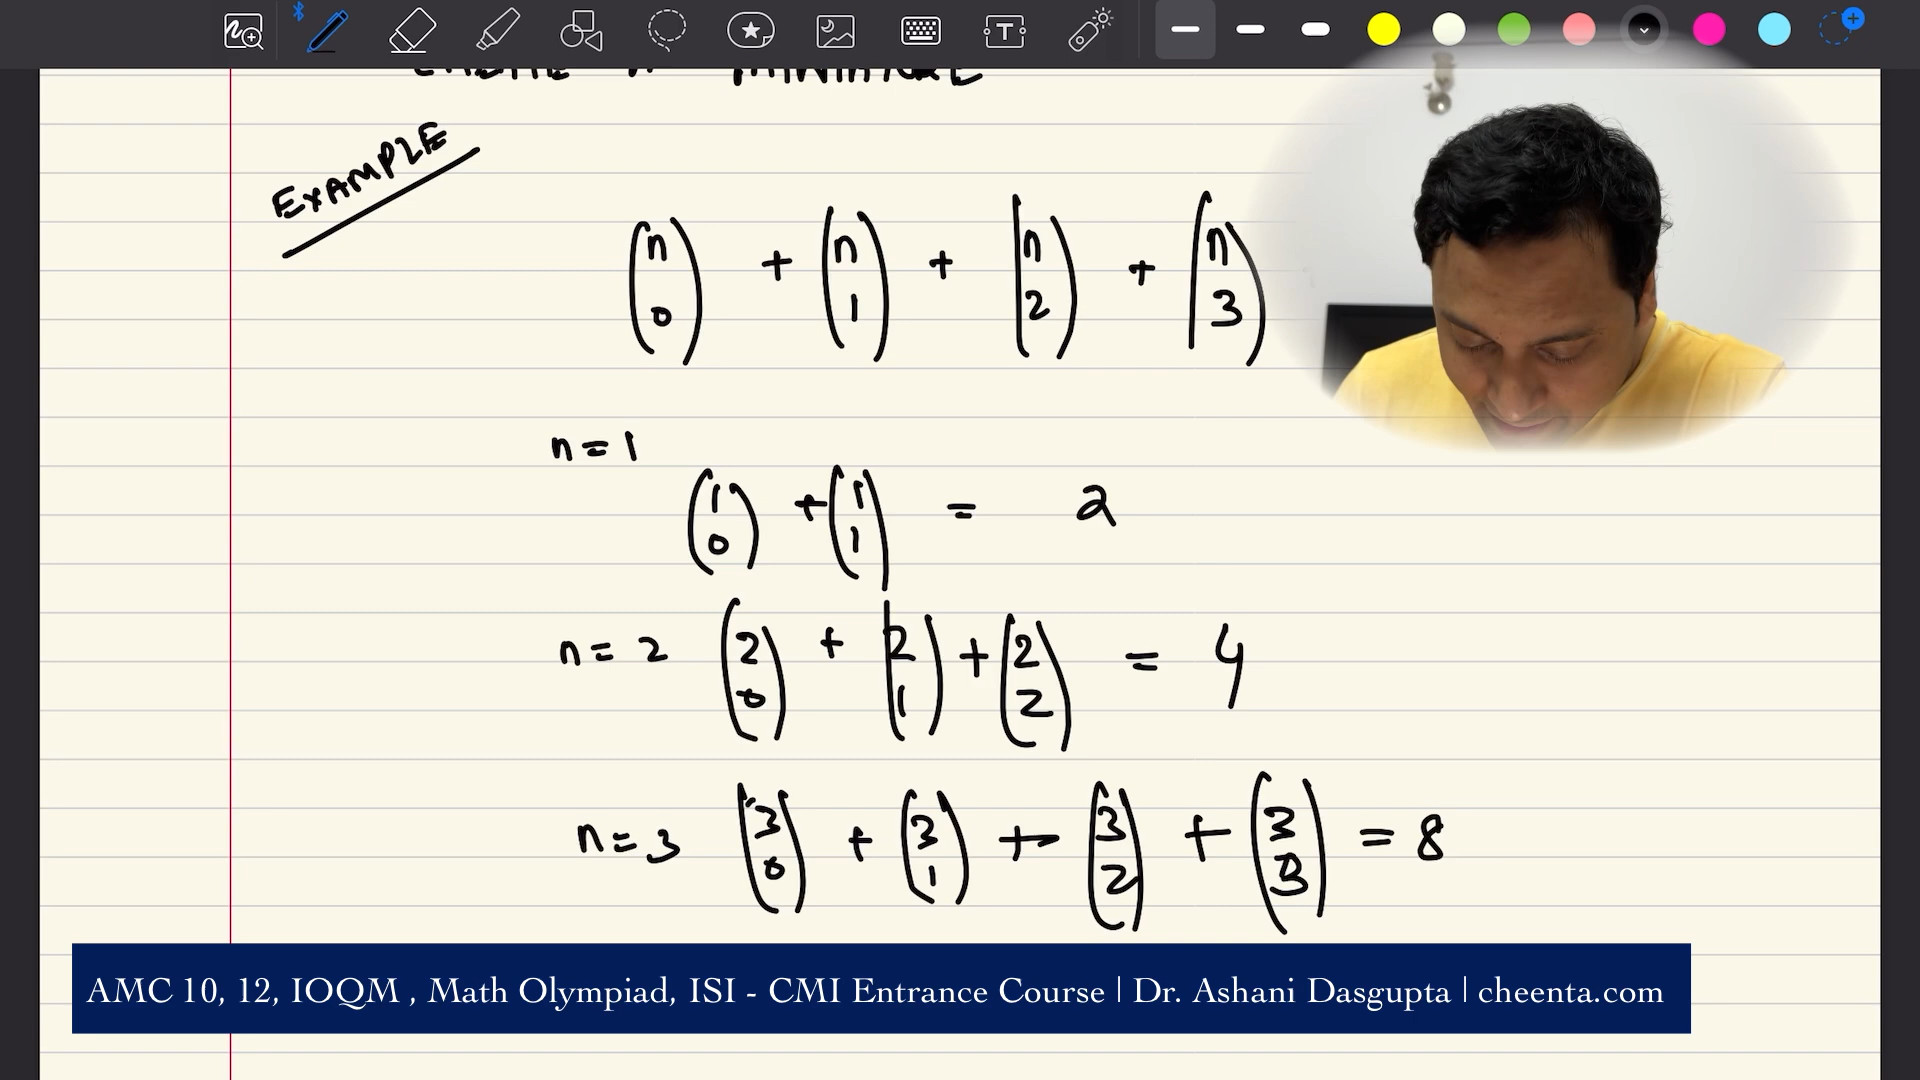 EXAMPLE
(n 0) + (n 1) + (n 2) + (n 3)
n = 1
(1 0) + (1 1) = 2
n = 2 (2 0) + (2 1) + (2 2) = 4
n = 3 (3 0) + (3 1) + (3 2) + (3 3) = 8
AMC 10, 12, IOQM , Math Olympiad, ISI - CMI Entrance Course | Dr. Ashani Dasgupta | cheenta.com